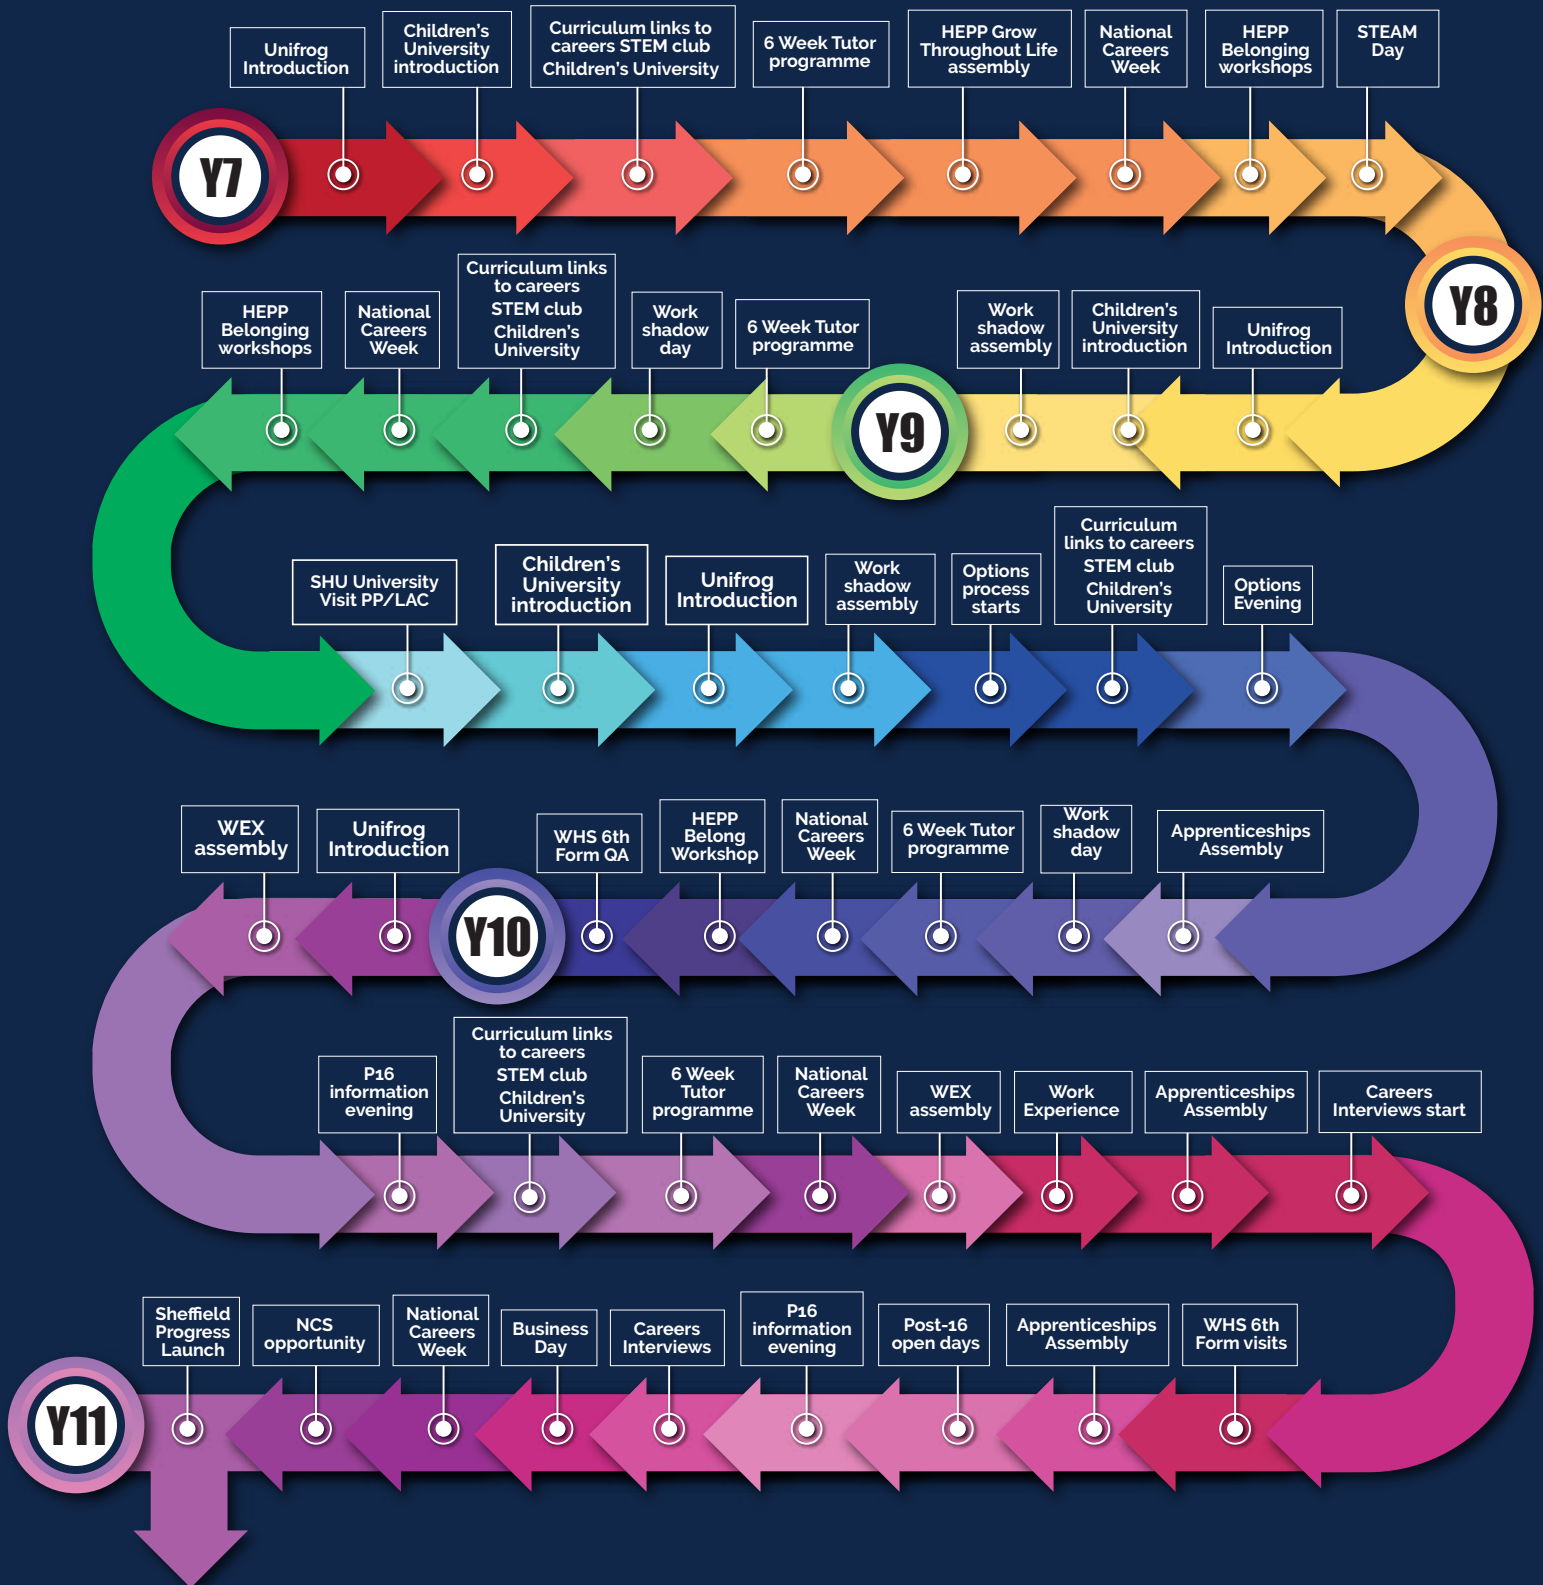 Unifrog
Introduction
Children's
University
introduction
Curriculum links to
careers STEM club
Children's University
6 Week Tutor
programme
HEPP Grow
Throughout Life
assembly
National
Careers
Week
HEPP
Belonging
workshops
STEAM
Day
Y7
Y8
Unifrog
Introduction
Children's
University
introduction
Work
shadow
assembly
Y9
6 Week Tutor
programme
Work
shadow
day
Curriculum links
to careers
STEM club
Children's
University
National
Careers
Week
HEPP
Belonging
workshops
SHU University
Visit PP/LAC
Children's
University
introduction
Unifrog
Introduction
Work
shadow
assembly
Options
process
starts
Curriculum
links to careers
STEM club
Children's
University
Options
Evening
Apprenticeships
Assembly
Work
shadow
day
6 Week Tutor
programme
National
Careers
Week
HEPP
Belong
Workshop
WHS 6th
Form QA
Y10
Unifrog
Introduction
WEX
assembly
P16
information
evening
Curriculum links
to careers
STEM club
Children's
University
6 Week
Tutor
programme
National
Careers
Week
WEX
assembly
Work
Experience
Apprenticeships
Assembly
Careers
Interviews start
WHS 6th
Form visits
Apprenticeships
Assembly
Post-16
open days
P16
information
evening
Careers
Interviews
Business
Day
National
Careers
Week
NCS
opportunity
Sheffield
Progress
Launch
Y11